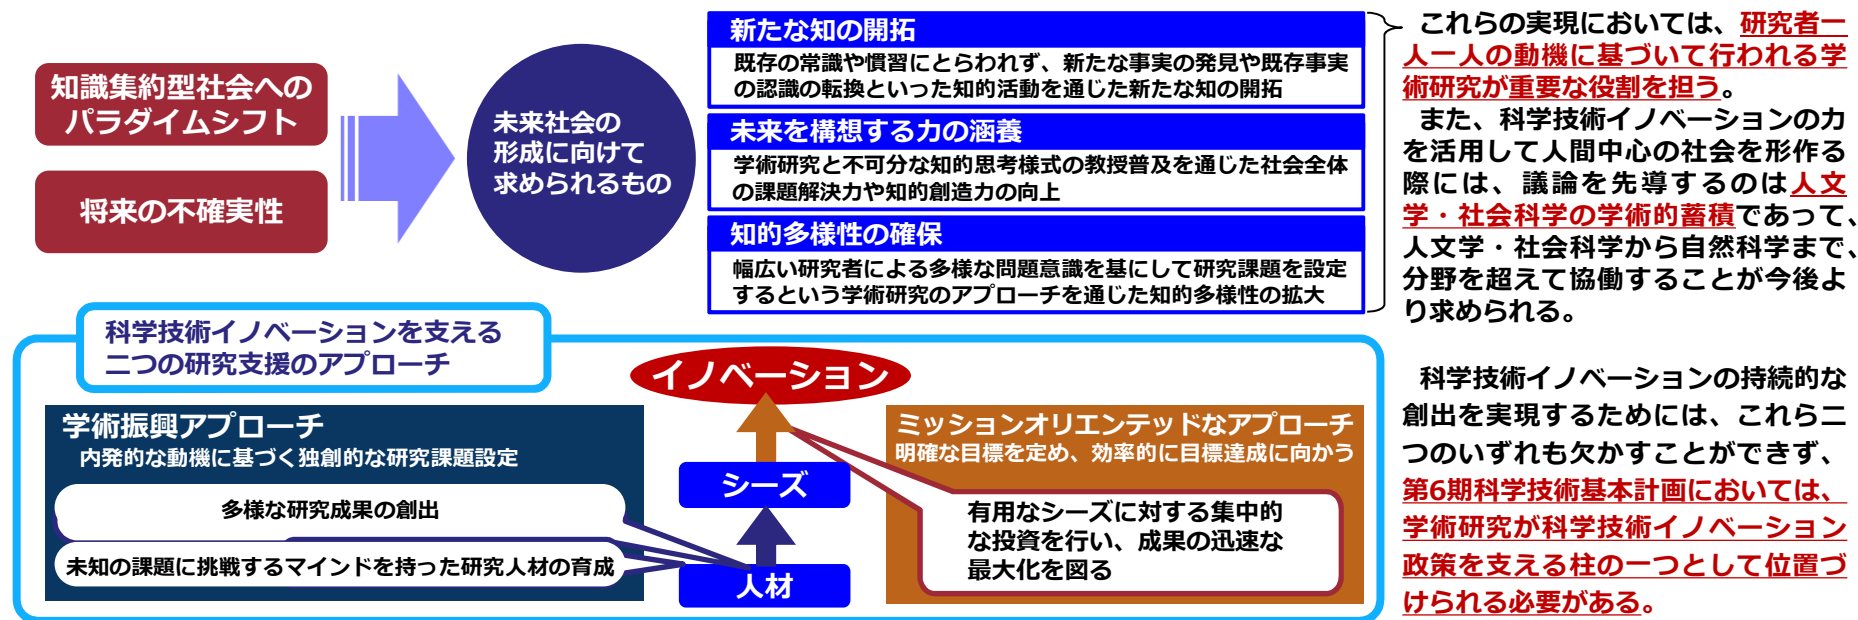 知識集約型社会への
パラダイムシフト
将来の不確実性
未来社会の
形成に向けて
求められるもの
新たな知の開拓
既存の常識や慣習にとらわれず、新たな事実の発見や既存事実
の認識の転換といった知的活動を通じた新たな知の開拓
未来を構想する力の涵養
学術研究と不可分な知的思考様式の教授普及を通じた社会全体
の課題解決力や知的創造力の向上
知的多様性の確保
幅広い研究者による多様な問題意識を基にして研究課題を設定
するという学術研究のアプローチを通じた知的多様性の拡大
これらの実現においては、研究者一
人一人の動機に基づいて行われる学
術研究が重要な役割を担う。
また、科学技術イノベーションの力
を活用して人間中心の社会を形作る
際には、議論を先導するのは人文
学・社会科学の学術的蓄積であって、
人文学・社会科学から自然科学まで、
分野を超えて協働することが今後よ
り求められる。
科学技術イノベーションを支える
二つの研究支援のアプローチ
イノベーション
学術振興アプローチ
内発的な動機に基づく独創的な研究課題設定
多様な研究成果の創出
未知の課題に挑戦するマインドを持った研究人材の育成
シーズ
人材
ミッションオリエンテッドなアプローチ
明確な目標を定め、効率的に目標達成に向かう
有用なシーズに対する集中的
な投資を行い、成果の迅速な
最大化を図る
科学技術イノベーションの持続的な
創出を実現するためには、これら二
つのいずれも欠かすことができず、
第6期科学技術基本計画においては、
学術研究が科学技術イノベーション
政策を支える柱の一つとして位置づ
けられる必要がある。